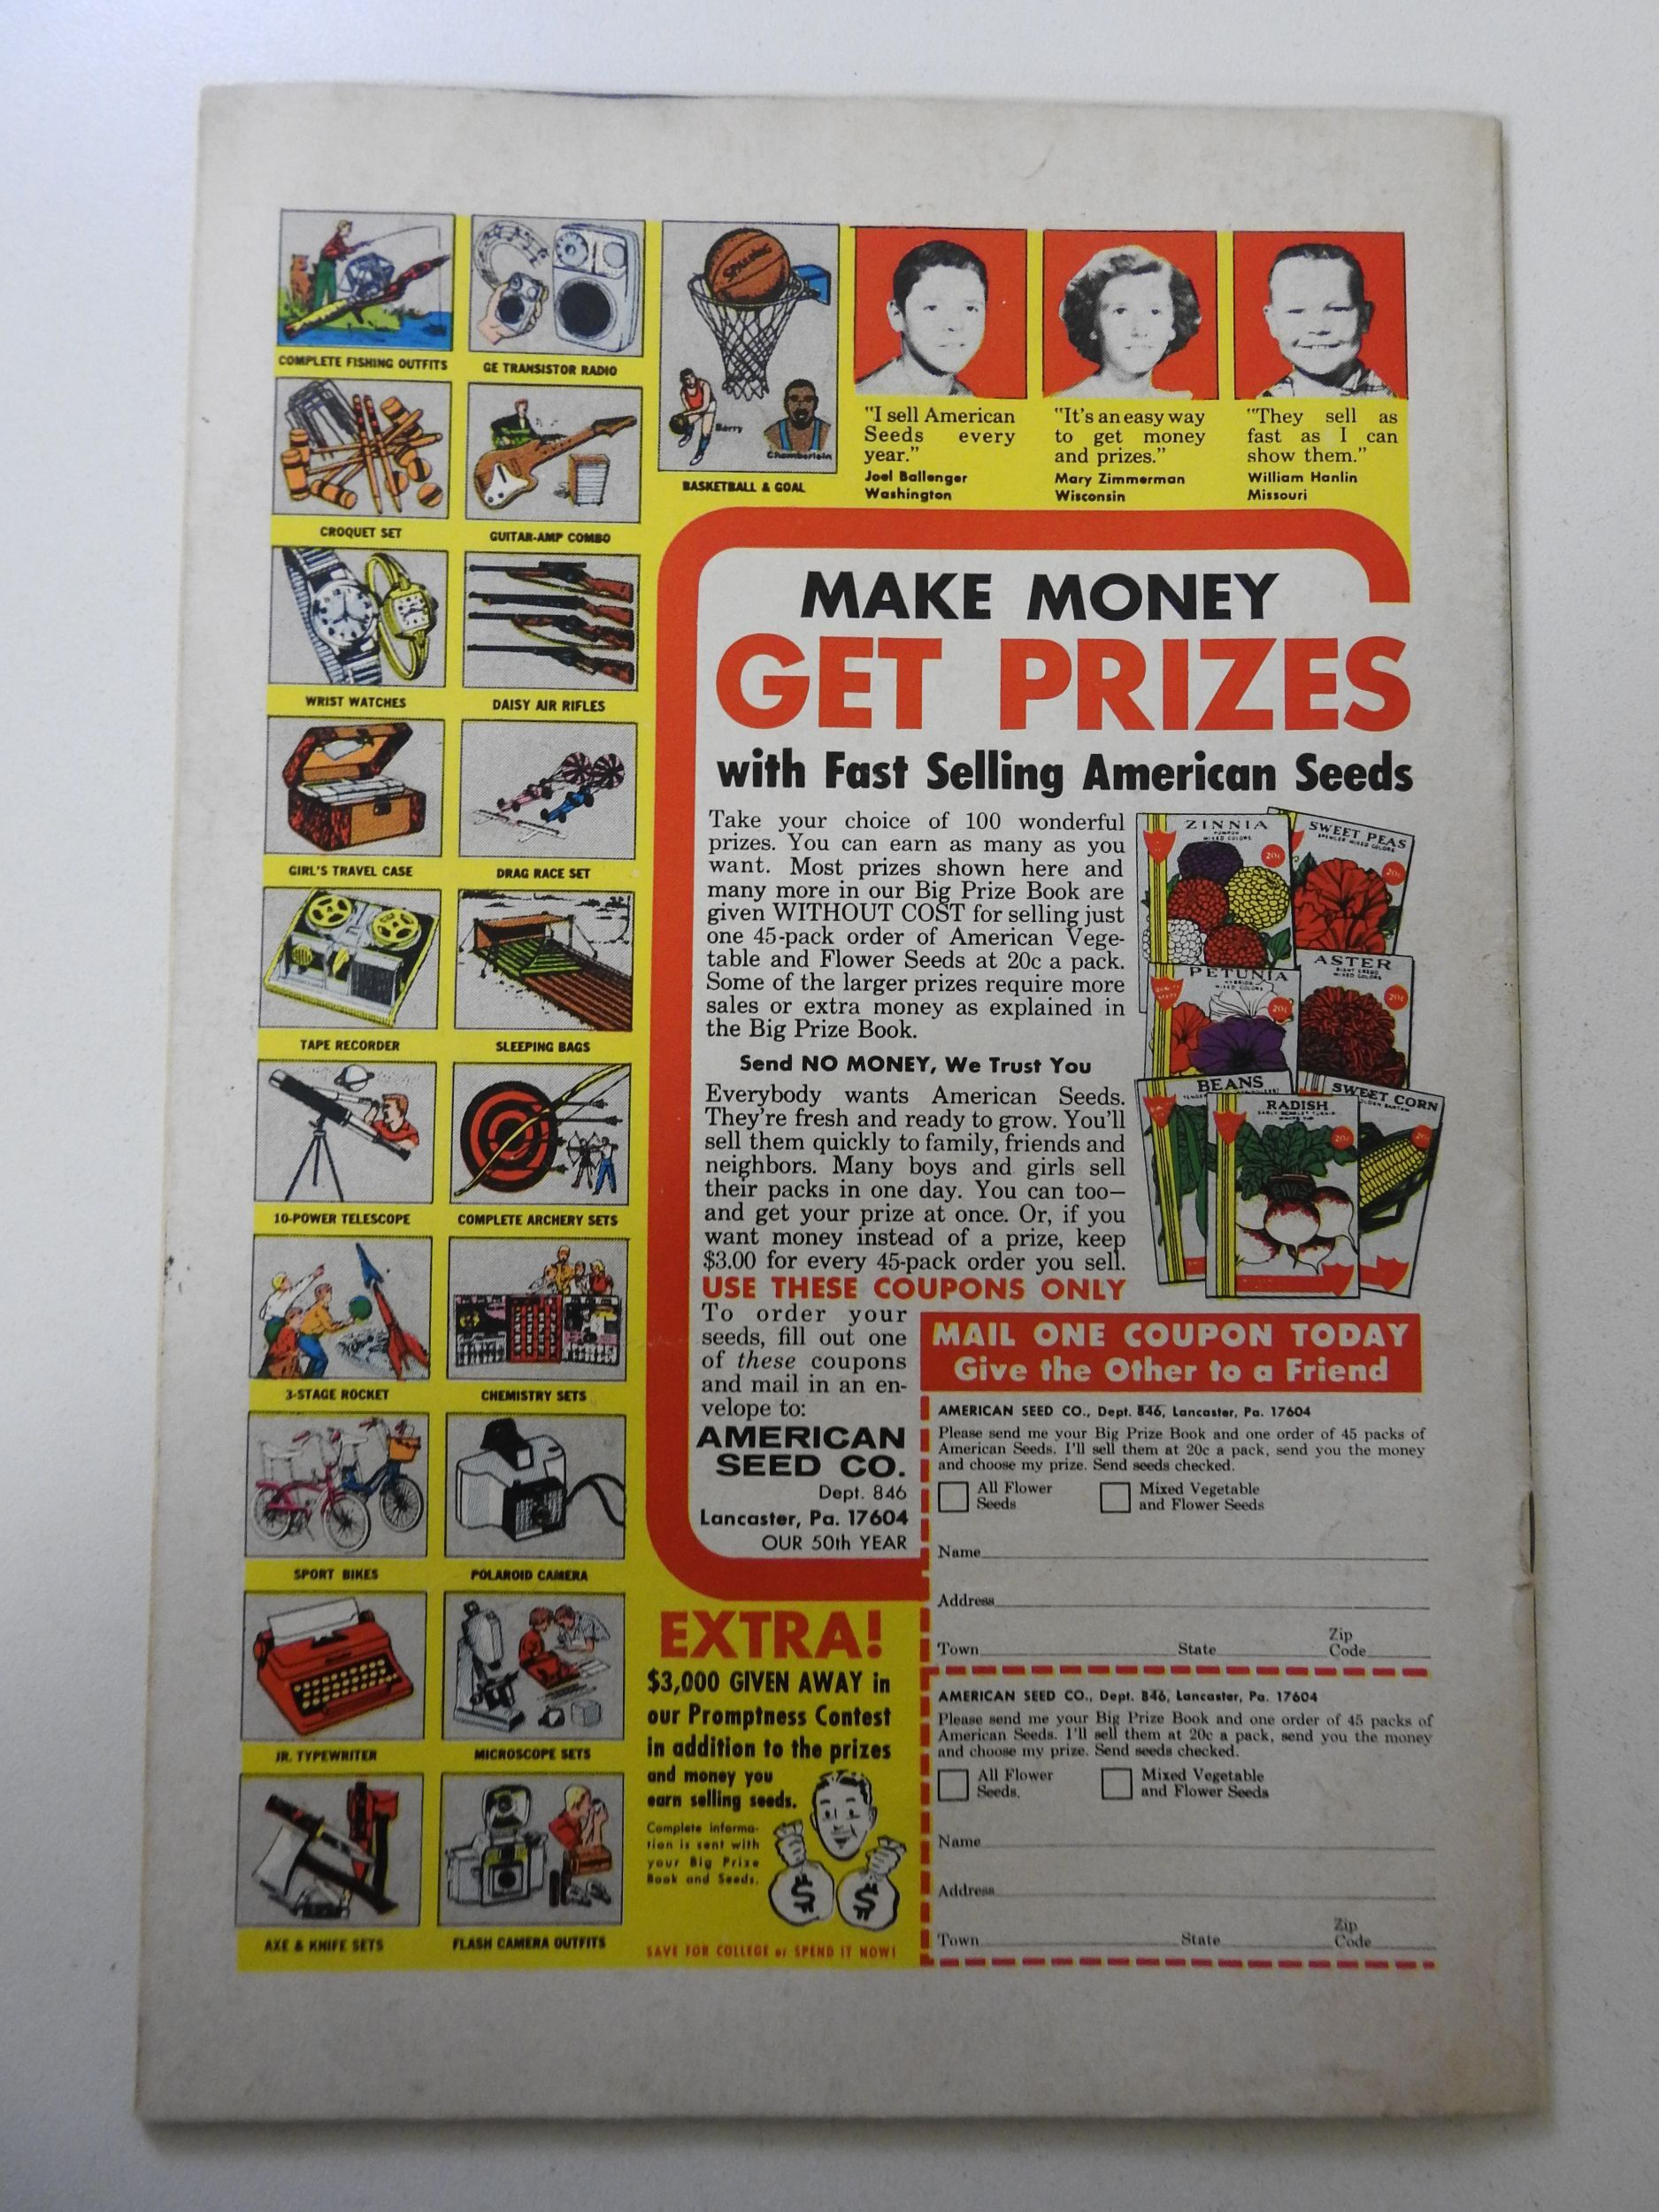 COMPLETE FISHING OUTFITS
GE TRANSISTOR RADIO
SPALDING
Barry
Chamberlain
BASKETBALL & GOAL
CROQUET SET
GUITAR-AMP COMBO
WRIST WATCHES
DAISY AIR RIFLES
GIRL'S TRAVEL CASE
DRAG RACE SET
TAPE RECORDER
SLEEPING BAGS
10-POWER TELESCOPE
COMPLETE ARCHERY SETS
3-STAGE ROCKET
CHEMISTRY SETS
SPORT BIKES
POLAROID CAMERA
JR. TYPEWRITER
MICROSCOPE SETS
AXE & KNIFE SETS
FLASH CAMERA OUTFITS
"I sell American
Seeds every
year."
Joel Ballenger
Washington
"It's an easy way
to get money
and prizes."
Mary Zimmerman
Wisconsin
"They sell as
fast as I can
show them."
William Hanlin
Missouri
MAKE MONEY
GET PRIZES
with Fast Selling American Seeds
Take your choice of 100 wonderful
prizes. You can earn as many as you
want. Most prizes shown here and
many more in our Big Prize Book are
given WITHOUT COST for selling just
one 45-pack order of American Vege-
table and Flower Seeds at 20c a pack.
Some of the larger prizes require more
sales or extra money as explained in
the Big Prize Book.
Send NO MONEY, We Trust You
Everybody wants American Seeds.
They're fresh and ready to grow. You'll
sell them quickly to family, friends and
neighbors. Many boys and girls sell
their packs in one day. You can too—
and get your prize at once. Or, if you
want money instead of a prize, keep
$3.00 for every 45-pack order you sell.
USE THESE COUPONS ONLY
To order your
seeds, fill out one
of these coupons
and mail in an en-
velope to:
AMERICAN
SEED CO.
Dept. 846
Lancaster, Pa. 17604
OUR 50th YEAR
ZINNIA
MIXED COLORS
20¢
SWEET PEAS
SPENCER MIXED COLORS
20¢
PETUNIA
MIXED COLORS
20¢
ASTER
MIXED COLORS
20¢
BEANS
RADISH
20¢
SWEET CORN
20¢
MAIL ONE COUPON TODAY
Give the Other to a Friend
AMERICAN SEED CO., Dept. 846, Lancaster, Pa. 17604
Please send me your Big Prize Book and one order of 45 packs of
American Seeds. I'll sell them at 20c a pack, send you the money
and choose my prize. Send seeds checked.
All Flower
Seeds
Mixed Vegetable
and Flower Seeds
Name
Address
Town State Zip
Code
AMERICAN SEED CO., Dept. 846, Lancaster, Pa. 17604
Please send me your Big Prize Book and one order of 45 packs of
American Seeds. I'll sell them at 20c a pack, send you the money
and choose my prize. Send seeds checked.
All Flower
Seeds.
Mixed Vegetable
and Flower Seeds
Name
Address
Town State Zip
Code
EXTRA!
$3,000 GIVEN AWAY in
our Promptness Contest
in addition to the prizes
and money you
earn selling seeds.
Complete informa-
tion is sent with
your Big Prize
Book and Seeds.
$ $
SAVE FOR COLLEGE or SPEND IT NOW!